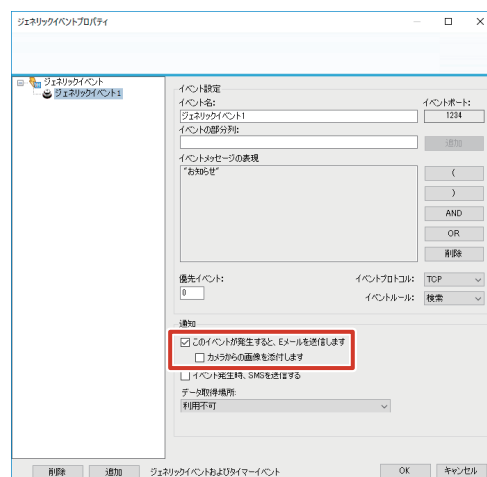 ジェネリックイベントプロパティ
ジェネリックイベント
ジェネリックイベント1
イベント設定
イベント名:
イベントポート:
ジェネリックイベント1
1234
イベントの部分列:
追加
イベントメッセージの表現
"お知らせ"
(
)
AND
OR
削除
優先イベント:
イベントプロトコル:
TCP
0
イベントルール:
検索
通知
このイベントが発生すると、Eメールを送信します
カメラからの画像を添付します
イベント発生時、SMSを送信する
データ取得場所:
利用不可
削除
追加
ジェネリックイベントおよびタイマーイベント
OK
キャンセル